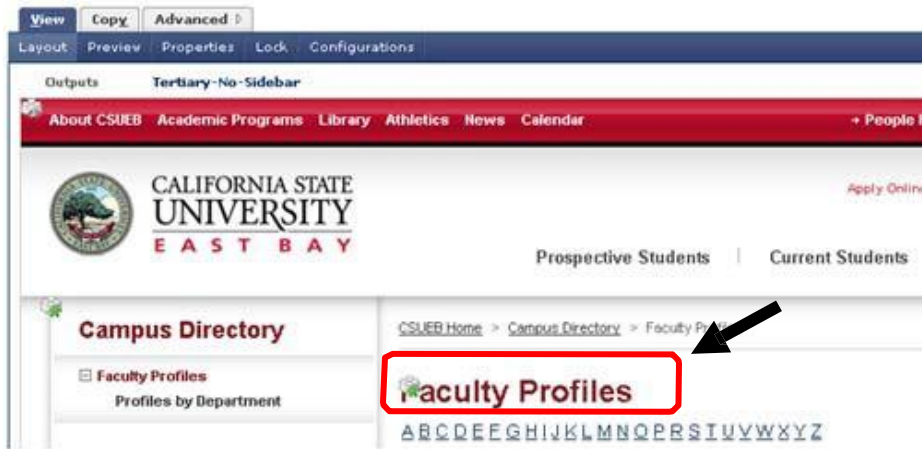 View Copy Advanced
Layout Preview Properties Lock Configurations
Outputs Tertiary-No-Sidebar
About CSUEB Academic Programs Library Athletics News Calendar + People
CALIFORNIA STATE
UNIVERSITY
EAST BAY
Apply Online
Prospective Students | Current Students
Campus Directory
CSUEB Home > Campus Directory > Faculty
Faculty Profiles
Profiles by Department
Faculty Profiles
A B C D E F G H I J K L M N O P R S T U V W X Y Z